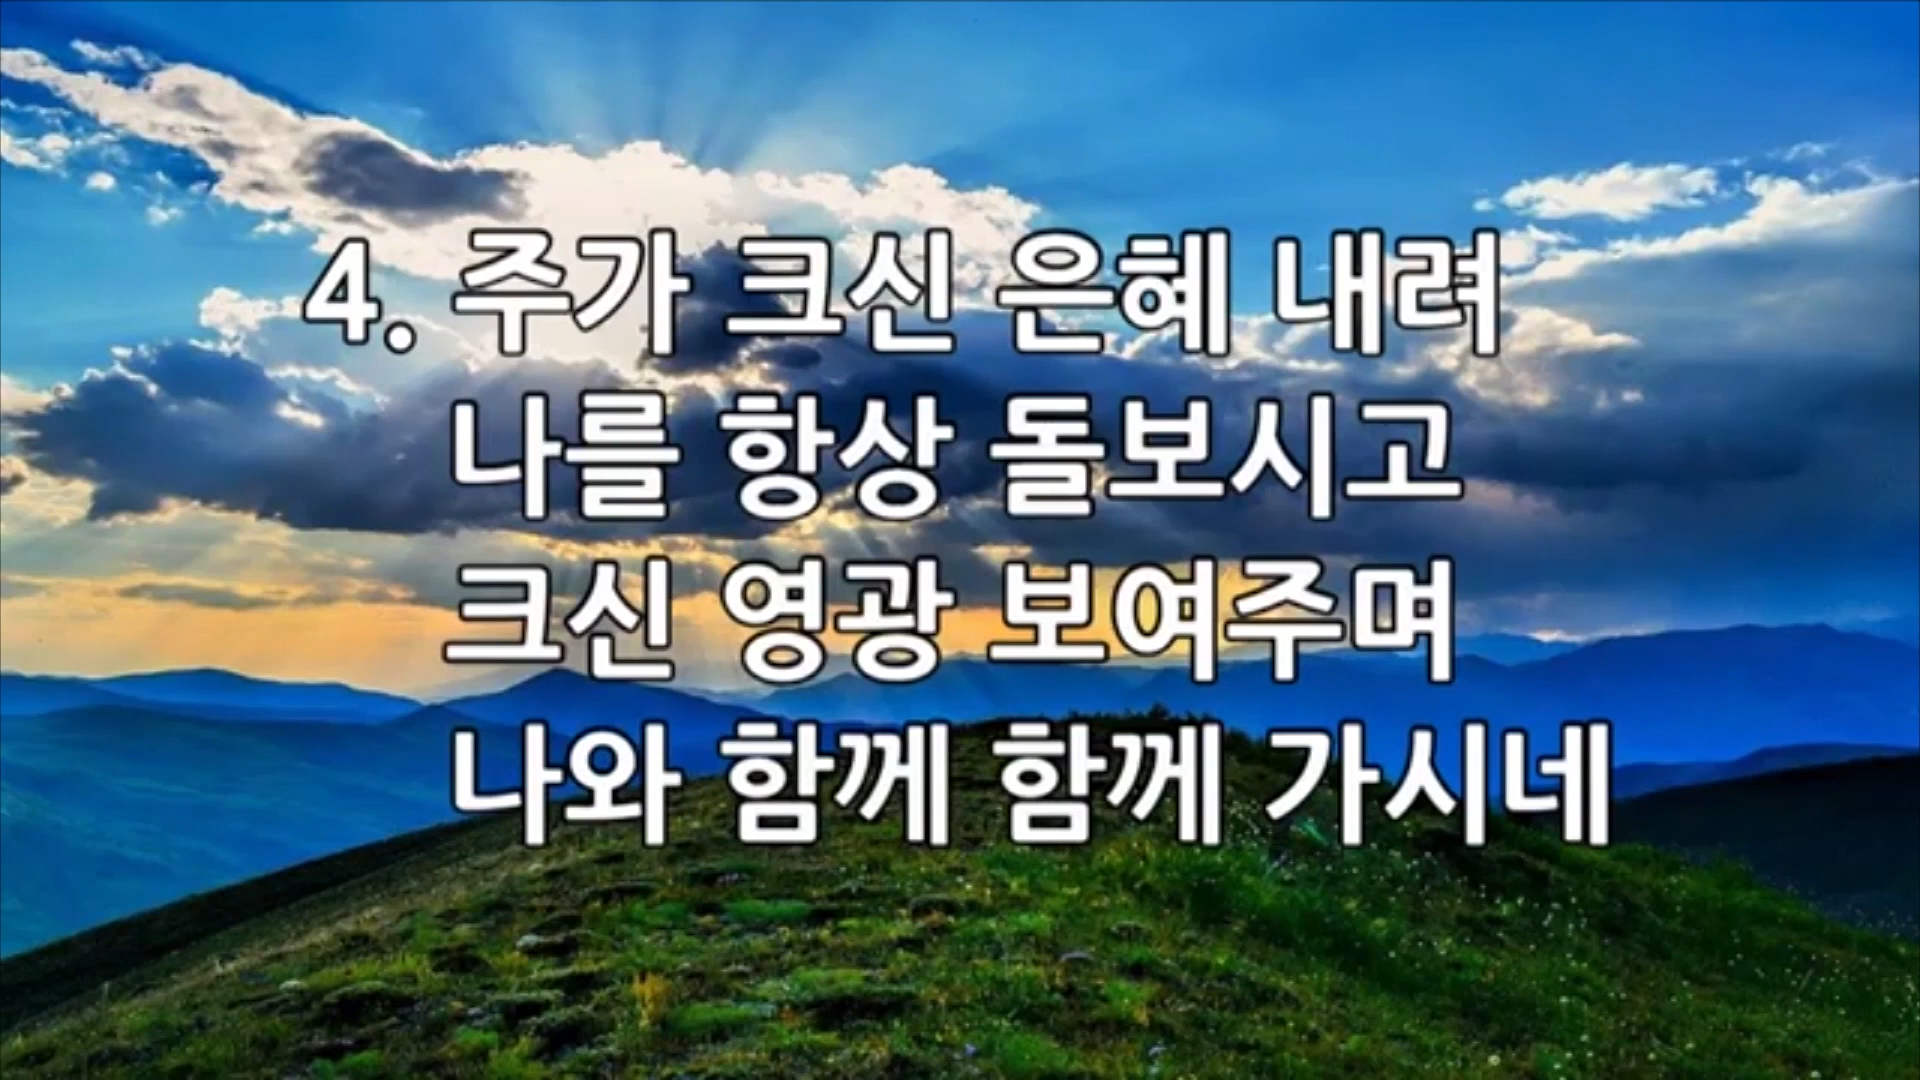 4. 주가 크신 은혜 내려
나를 항상 돌보시고
크신 영광 보여주며
나와 함께 함께 가시네